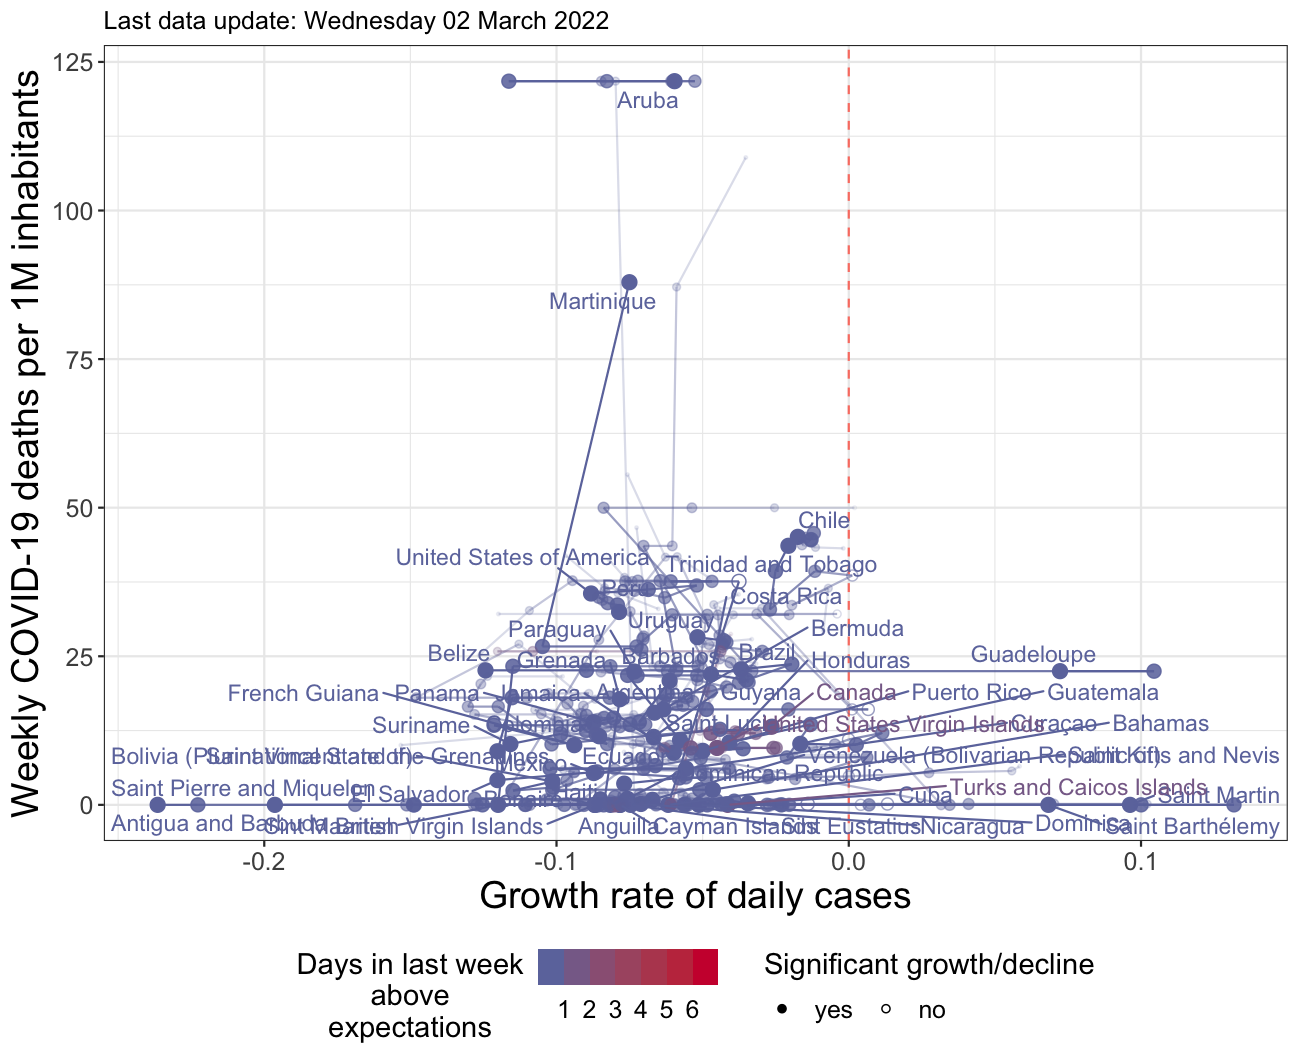 Last data update: Wednesday 02 March 2022
Weekly COVID-19 deaths per 1M inhabitants
125
100
75
50
25
0
Aruba
Martinique
Chile
United States of America
Trinidad and Tobago
Peru
Costa Rica
Uruguay
Paraguay
Bermuda
Belize
Grenada
Barbados
Brazil
Honduras
Guadeloupe
French Guiana
Panama
Jamaica
Argentina
Guyana
Canada
Puerto Rico
Guatemala
Suriname
Colombia
Saint Lucia
United States Virgin Islands
Curaçao
Bahamas
Bolivia (Plurinational State of)
Saint Vincent and the Grenadines
Mexico
Ecuador
Venezuela (Bolivarian Republic of)
Saint Kitts and Nevis
Dominican Republic
Saint Pierre and Miquelon
El Salvador
Bonaire
Haiti
Cuba
Turks and Caicos Islands
Saint Martin
Antigua and Barbuda
Sint Maarten
British Virgin Islands
Anguilla
Cayman Islands
Sint Eustatius
Nicaragua
Dominica
Saint Barthélemy
-0.2
-0.1
0.0
0.1
Growth rate of daily cases
Days in last week
above
expectations
1 2 3 4 5 6
Significant growth/decline
yes
no